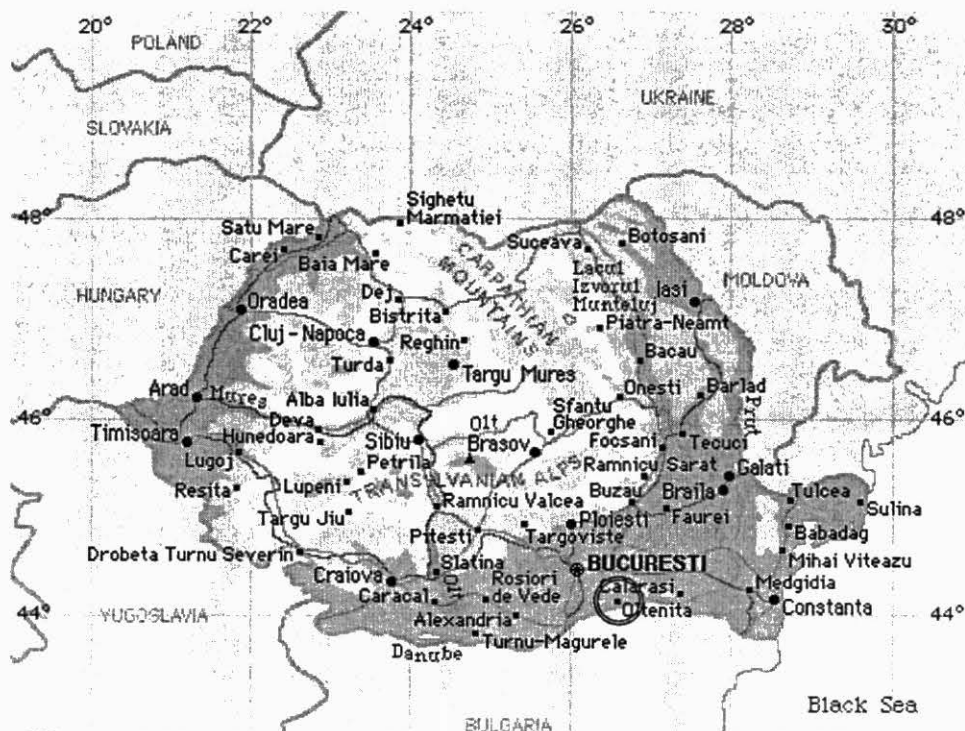 20° 22° 24° 26° 28° 30°
POLAND
UKRAINE
SLOVAKIA
48° 48°
Sighetu
Marmatiei
Satu Mare
Suceava
Botosani
Carei
Baia Mare
CARPATHIAN
MOUNTAINS
Lacul
Izvorul
Muntelui
MOLDOVA
HUNGARY
Dej
Iasi
Oradea
Bistrita
Piatra-Neamt
Cluj-Napoca
Reghin
Bacau
Turda
Targu Mures
Onesti
Barlad
Arad
Mures
Alba Iulia
Prut
46° 46°
Deva
Olt
Sfantu
Gheorghe
Timisoara
Hunedoara
Sibiu
Brasov
Focsani
Tecuci
Lugoj
Petrila
Ramnicu Sarat
Galati
Resita
Lupeni
TRANSYLVANIAN ALPS
Buzau
Braila
Tulcea
Sulina
Ramnicu Valcea
Targu Jiu
Ploiesti
Faurei
Babadag
Pitesti
Targoviste
Drobeta Turnu Severin
Mihai Viteazu
Slatina
BUCURESTI
Craiova
Olt
Rosiori
de Vede
Calarasi
Medgidia
Caracal
Oltenita
Constanta
44° 44°
YUGOSLAVIA
Alexandria
Turnu-Magurele
Danube
Black Sea
BULGARIA